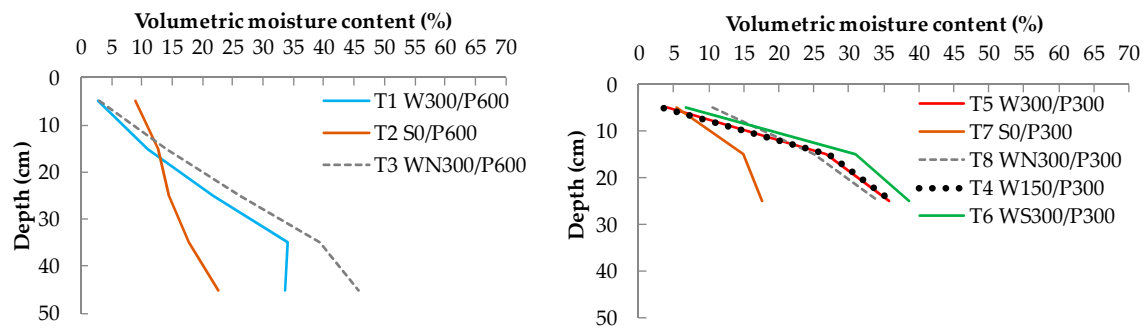 Volumetric moisture content (%)
0 5 10 15 20 25 30 35 40 45 50 55 60 65 70
0
10
20
30
40
50
Depth (cm)
T1 W300/P600
T2 S0/P600
T3 WN300/P600
Volumetric moisture content (%)
0 5 10 15 20 25 30 35 40 45 50 55 60 65 70
0
10
20
30
40
50
Depth (cm)
T5 W300/P300
T7 S0/P300
T8 WN300/P300
T4 W150/P300
T6 WS300/P300